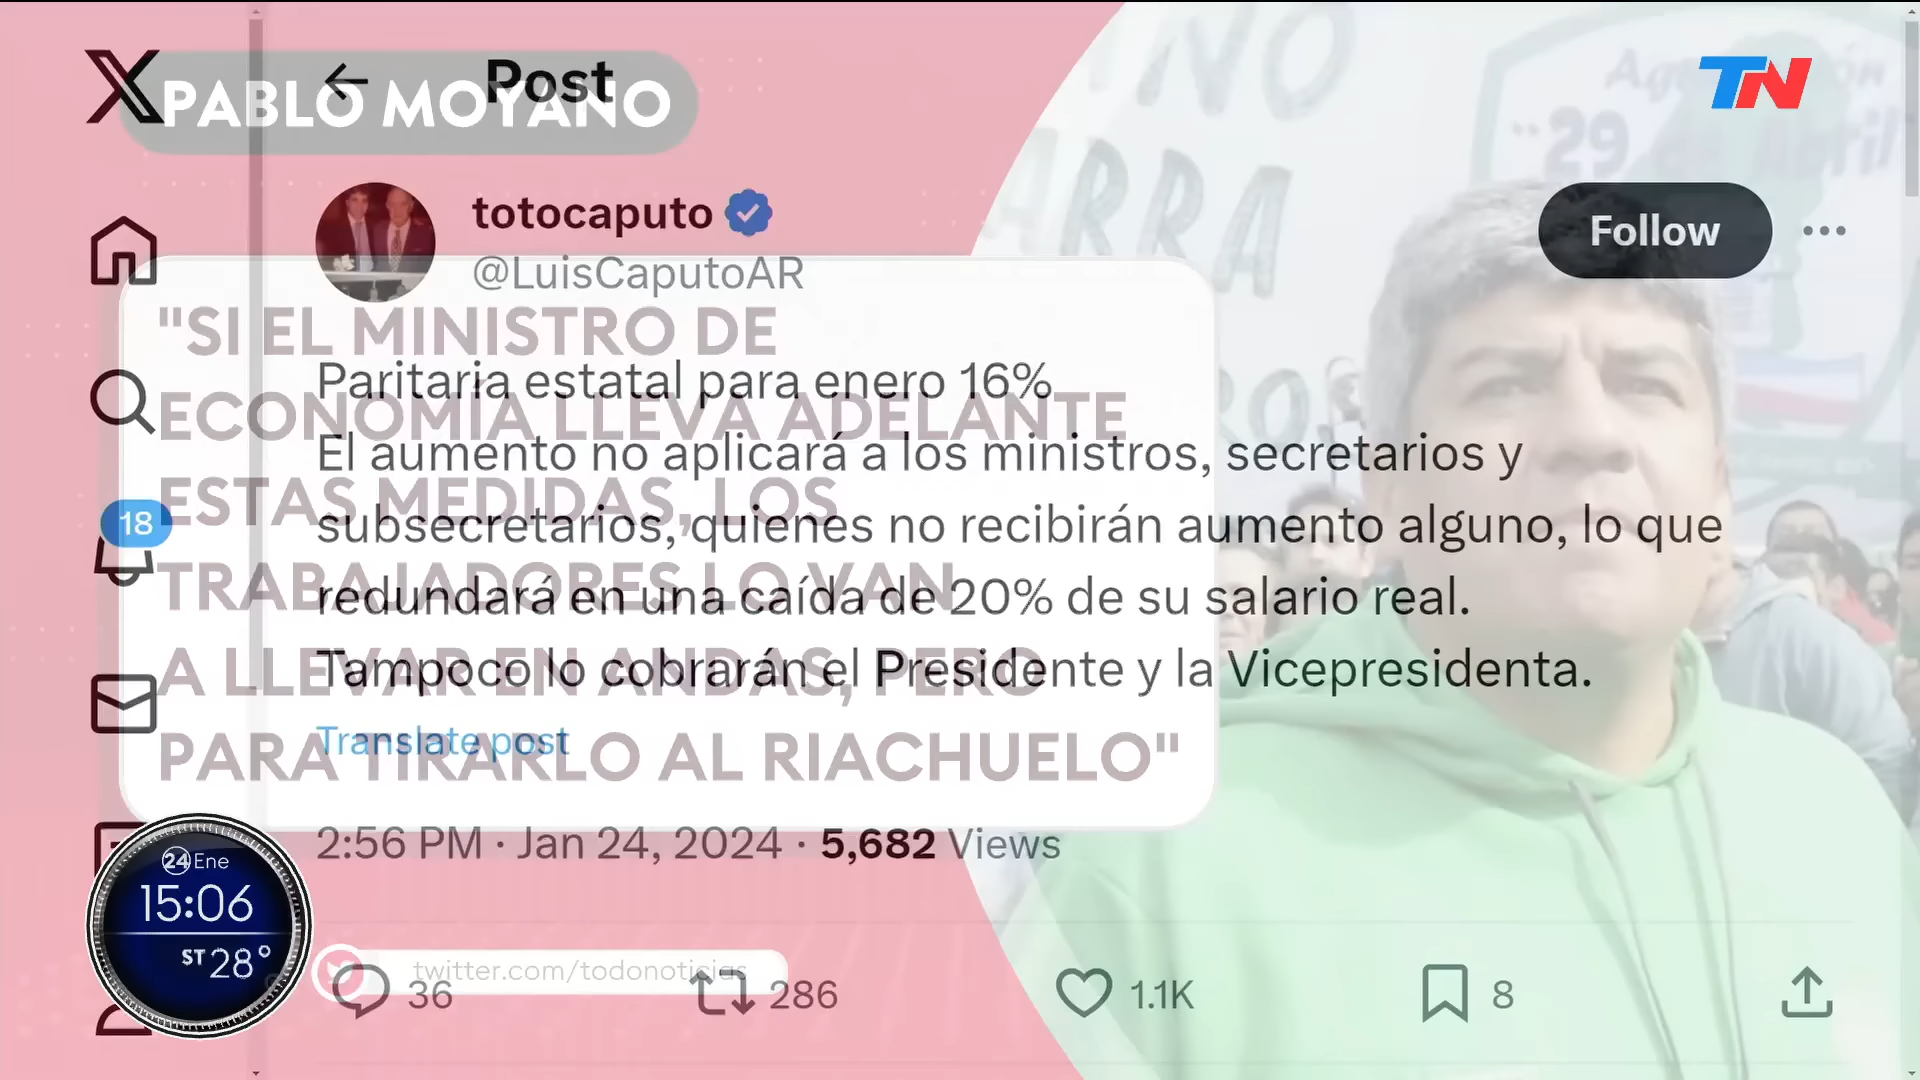 Post
PABLO MOYANO
TN
totocaputo
@LuisCaputoAR
Follow
"SI EL MINISTRO DE
ECONOMÍA LLEVA ADELANTE
ESTAS MEDIDAS, LOS
TRABAJADORES LO VAN
A LLEVAR EN ANDAS, PERO
PARA TIRARLO AL RIACHUELO"
Paritaria estatal para enero 16%
El aumento no aplicará a los ministros, secretarios y
subsecretarios, quienes no recibirán aumento alguno, lo que
redundará en una caída de 20% de su salario real.
Tampoco lo cobrarán el Presidente y la Vicepresidenta.
Translate post
18
2:56 PM · Jan 24, 2024 · 5,682 Views
24 Ene
15:06
ST 28°
twitter.com/todonoticias
36 286 1.1K 8
29